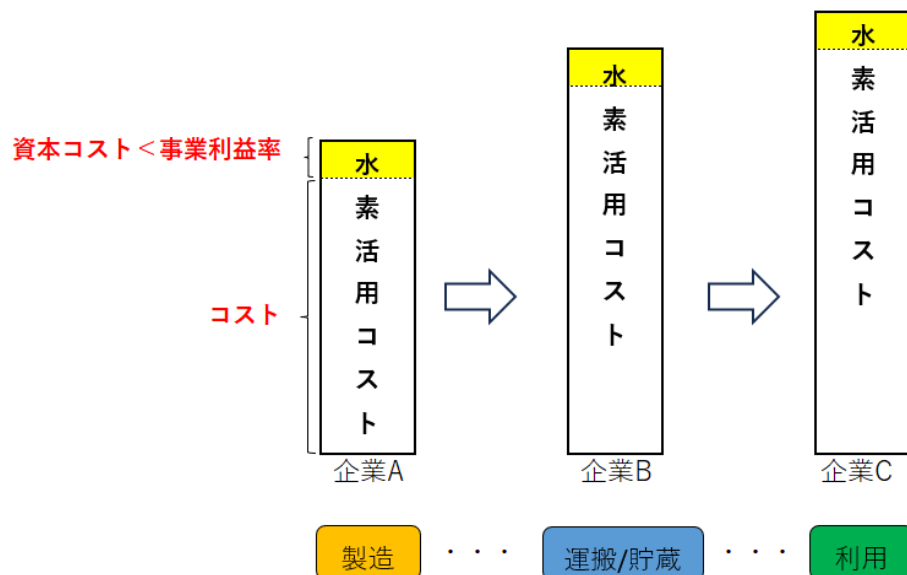 資本コスト＜事業利益率
コスト
水素活用コスト
水素活用コスト
水素活用コスト
企業A
企業B
企業C
製造
・・・
運搬/貯蔵
・・・
利用